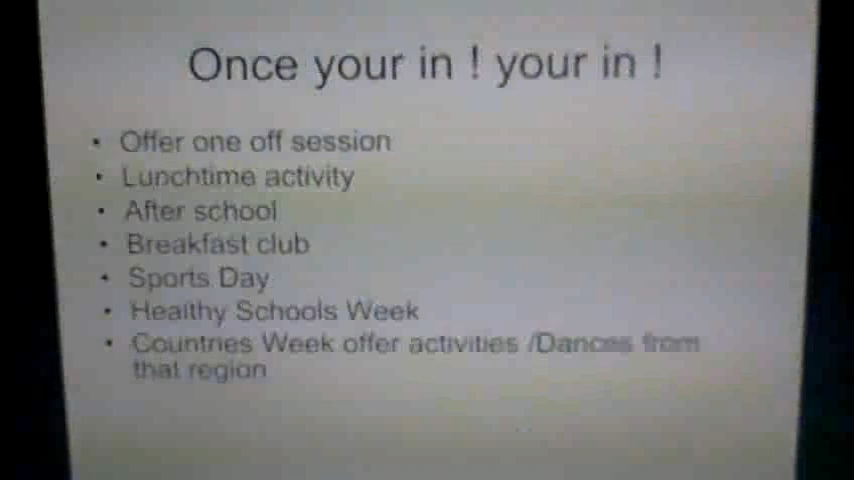 Once your in ! your in !
• Offer one off session
• Lunchtime activity
• After school
• Breakfast club
• Sports Day
• Healthy Schools Week
• Countries Week offer activities /Dances from
that region